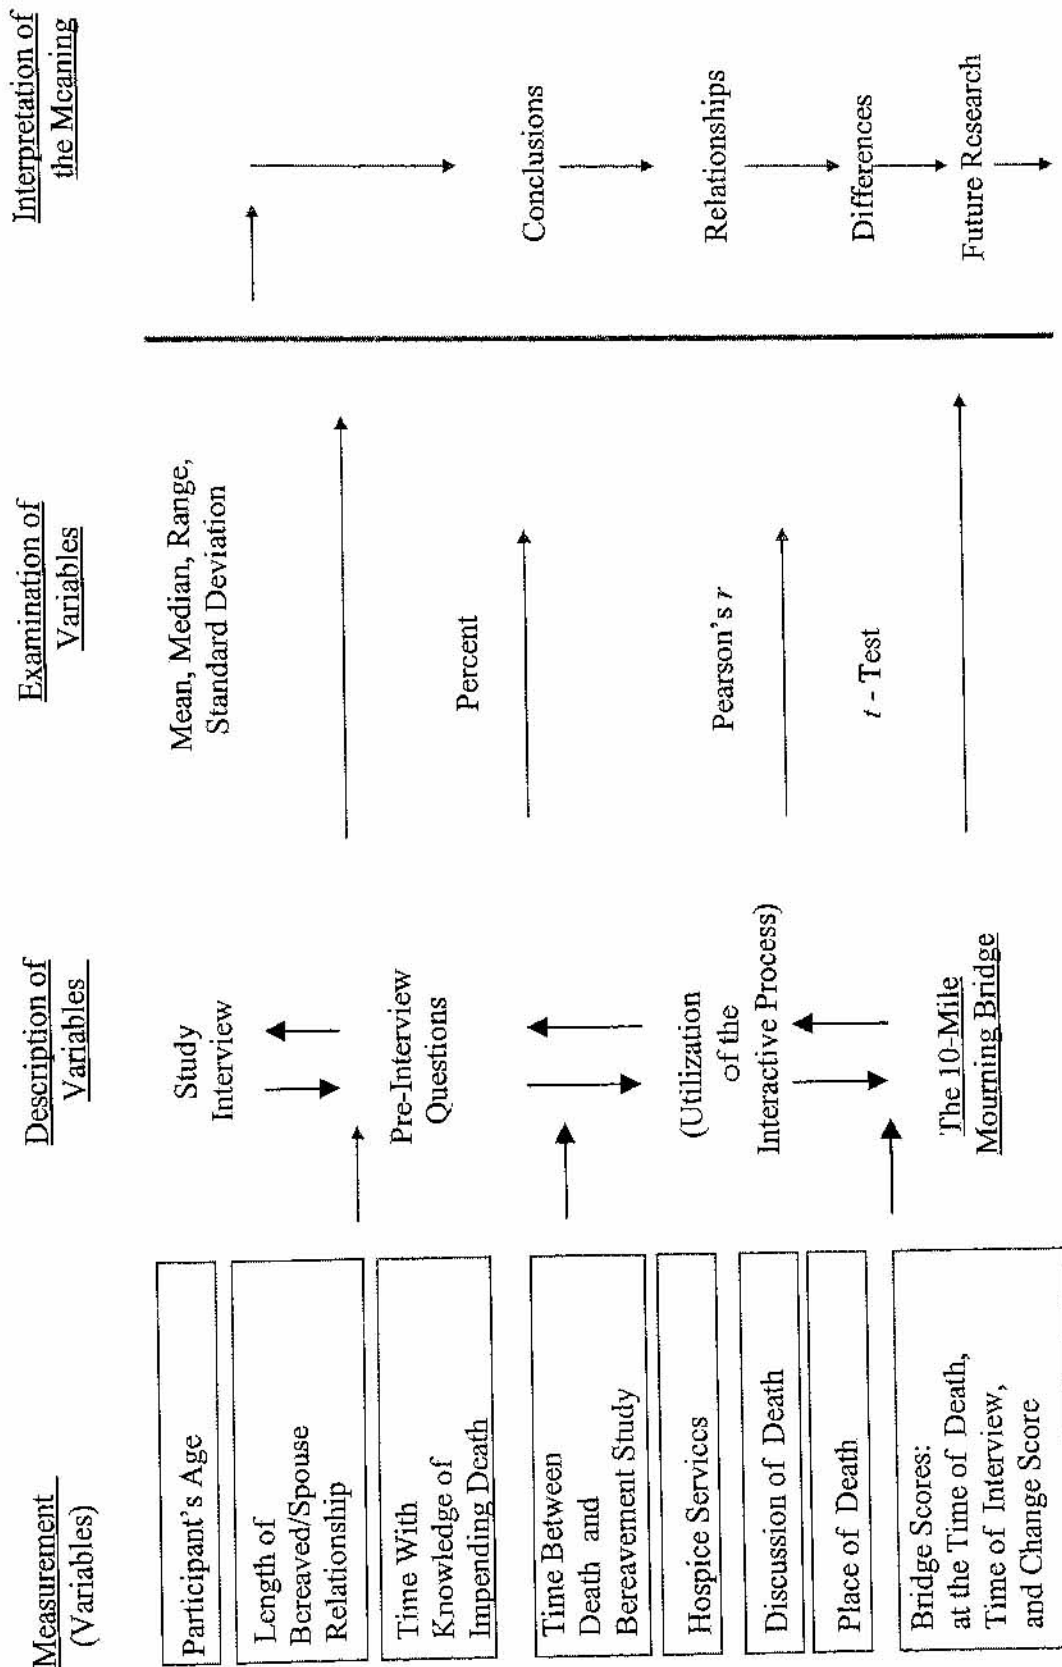 Measurement
(Variables)
Participant's Age
Length of
Bereaved/Spouse
Relationship
Time With
Knowledge of
Impending Death
Time Between
Death and
Bereavement Study
Hospice Services
Discussion of Death
Place of Death
Bridge Scores:
at the Time of Death,
Time of Interview,
and Change Score
Description of
Variables
Study
Interview
Pre-Interview
Questions
(Utilization
of the
Interactive Process)
The 10-Mile
Mourning Bridge
Examination of
Variables
Mean, Median, Range,
Standard Deviation
Percent
Pearson's r
t - Test
Interpretation of
the Meaning
Conclusions
Relationships
Differences
Future Research